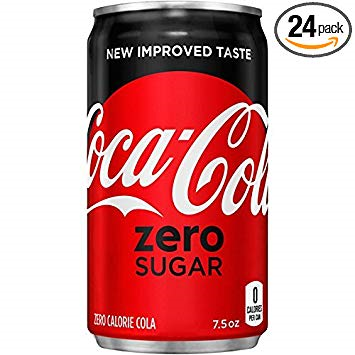 24 pack
NEW IMPROVED TASTE
Coca-Cola
zero
SUGAR
0
CALORIES
PER CAN
ZERO CALORIE COLA
7.5 oz